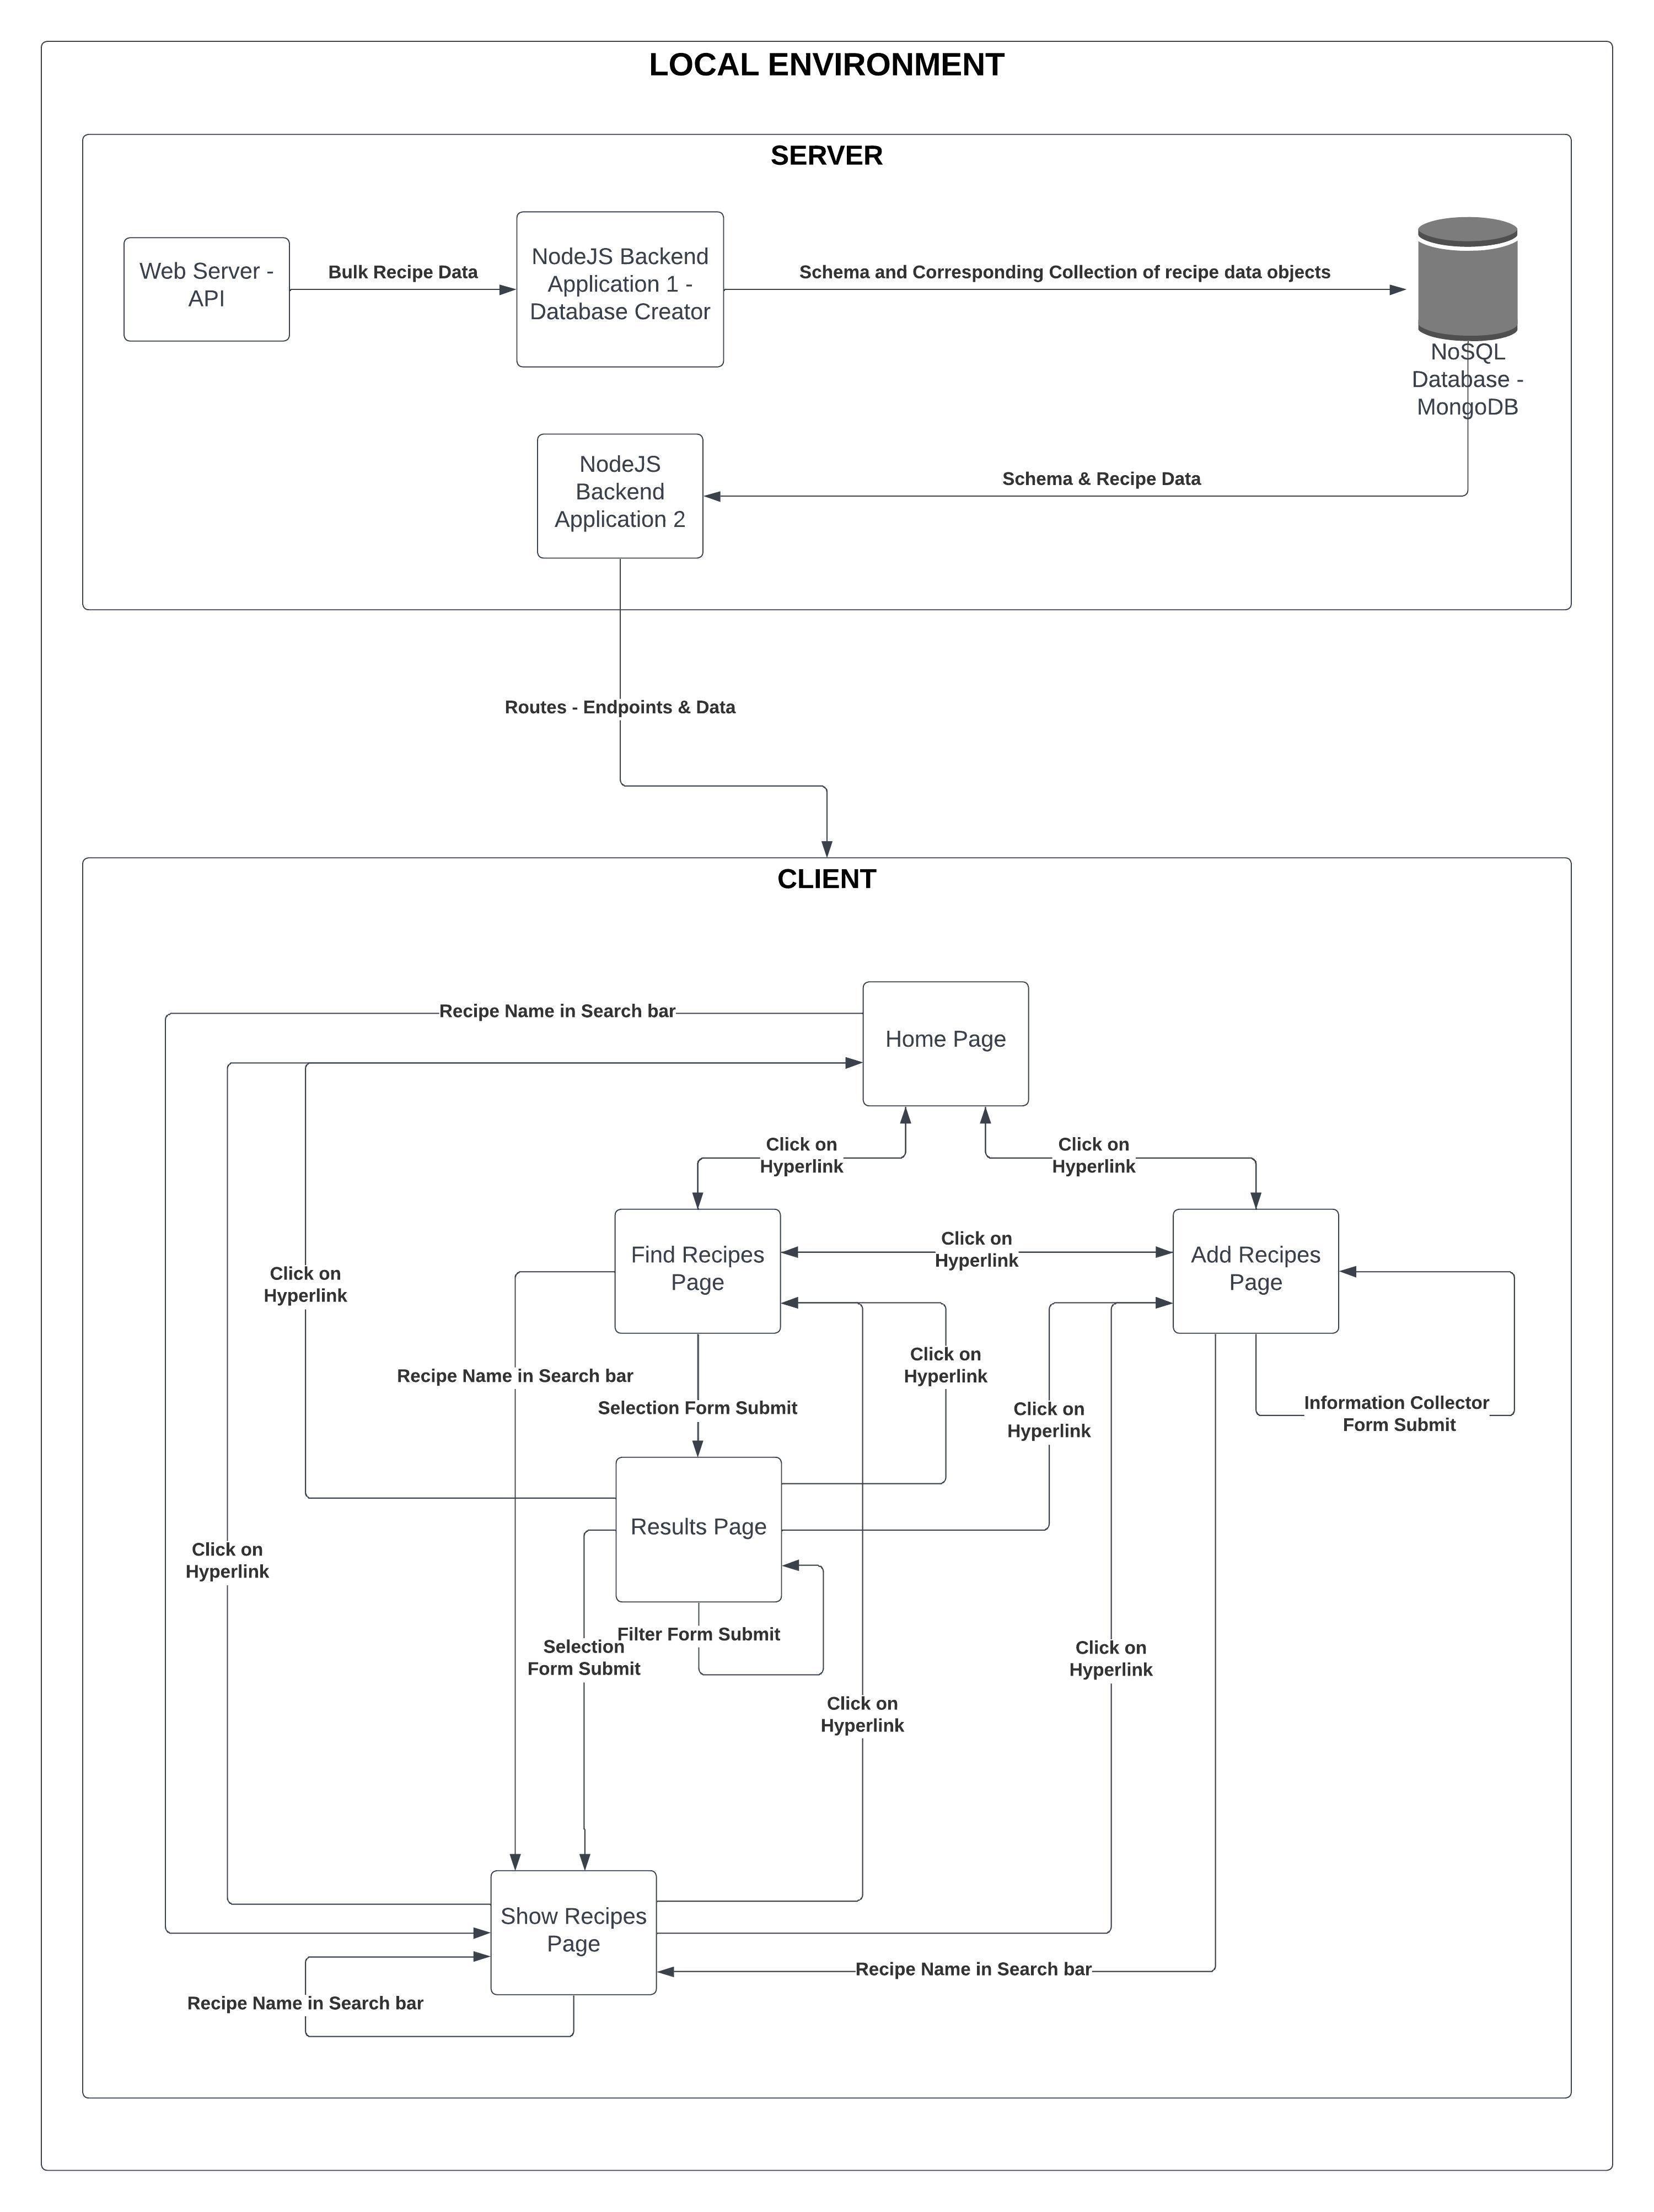 LOCAL ENVIRONMENT
SERVER
Web Server -
API
Bulk Recipe Data
NodeJS Backend
Application 1 -
Database Creator
Schema and Corresponding Collection of recipe data objects
NoSQL
Database -
MongoDB
NodeJS
Backend
Application 2
Schema & Recipe Data
Routes - Endpoints & Data
CLIENT
Recipe Name in Search bar
Home Page
Click on
Hyperlink
Click on
Hyperlink
Find Recipes
Page
Click on
Hyperlink
Add Recipes
Page
Click on
Hyperlink
Recipe Name in Search bar
Click on
Hyperlink
Selection Form Submit
Click on
Hyperlink
Information Collector
Form Submit
Results Page
Click on
Hyperlink
Filter Form Submit
Selection
Form Submit
Click on
Hyperlink
Click on
Hyperlink
Show Recipes
Page
Recipe Name in Search bar
Recipe Name in Search bar